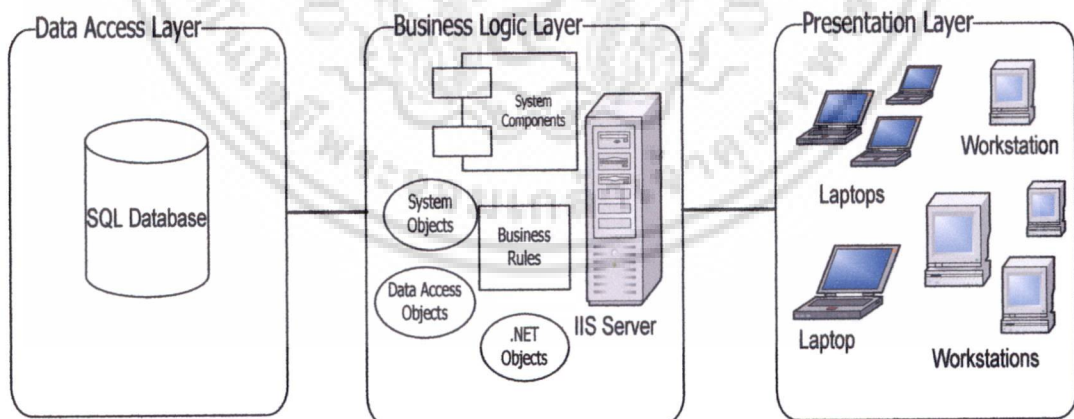 Data Access Layer
Business Logic Layer
Presentation Layer
SQL Database
System
Components
System
Objects
Business
Rules
Data Access
Objects
.NET
Objects
IIS Server
Workstation
Laptops
Laptop
Workstations